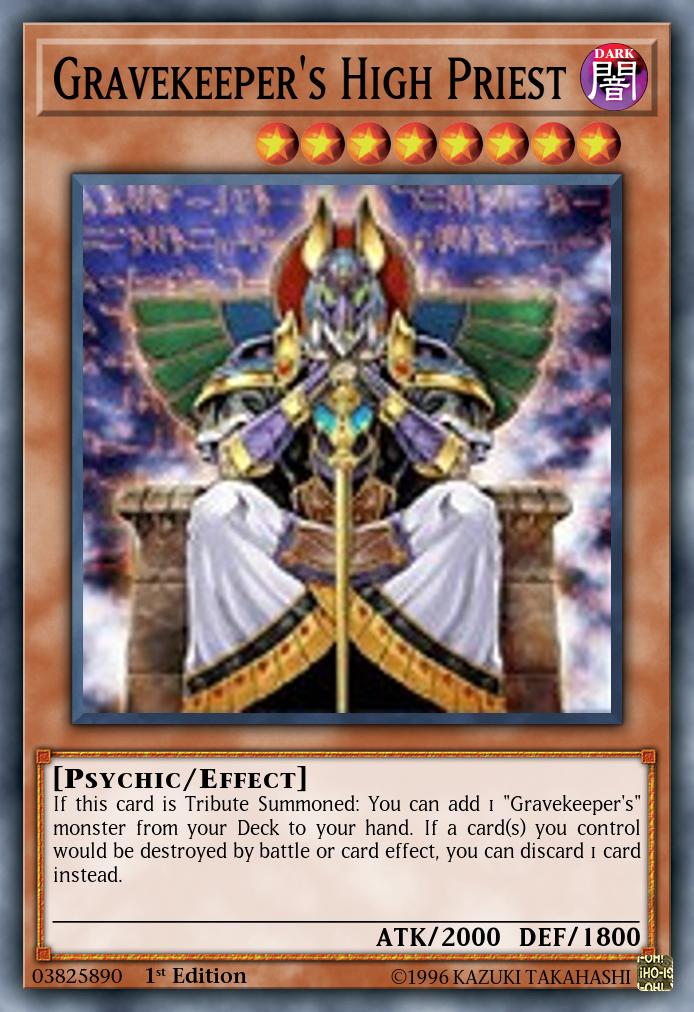 Gravekeeper's High Priest
DARK
闇
[Psychic/Effect]
If this card is Tribute Summoned: You can add 1 "Gravekeeper's"
monster from your Deck to your hand. If a card(s) you control
would be destroyed by battle or card effect, you can discard 1 card
instead.
ATK/2000 DEF/1800
03825890 1st Edition ©1996 KAZUKI TAKAHASHI